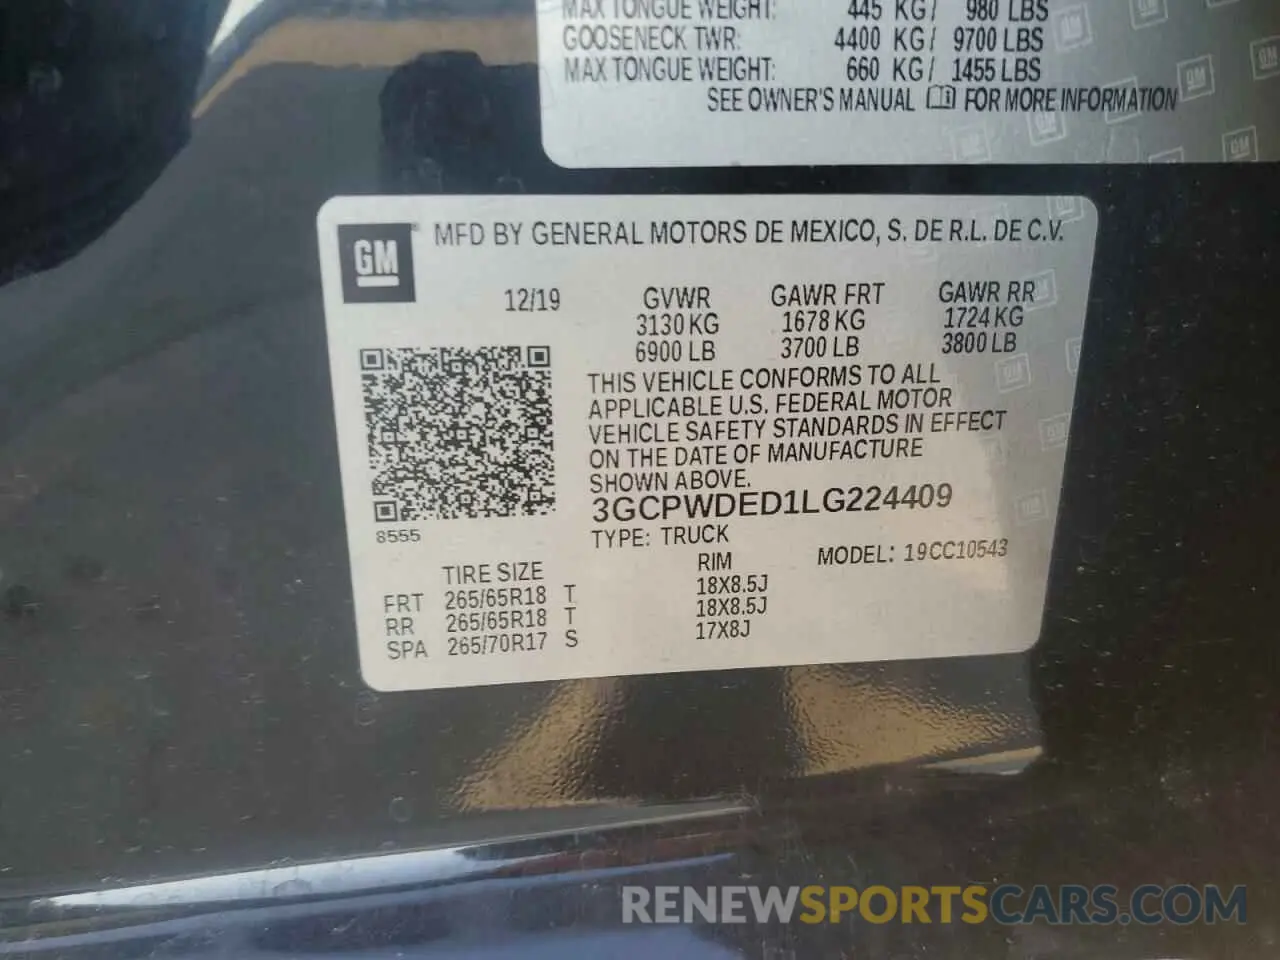 MAX TONGUE WEIGHT: 445 KG/ 980 LBS
GOOSENECK TWR: 4400 KG/ 9700 LBS
MAX TONGUE WEIGHT: 660 KG/ 1455 LBS
SEE OWNER'S MANUAL FOR MORE INFORMATION
GM MFD BY GENERAL MOTORS DE MEXICO, S. DE R.L. DE C.V.
12/19 GVWR GAWR FRT GAWR RR
3130 KG 1678 KG 1724 KG
6900 LB 3700 LB 3800 LB
THIS VEHICLE CONFORMS TO ALL
APPLICABLE U.S. FEDERAL MOTOR
VEHICLE SAFETY STANDARDS IN EFFECT
ON THE DATE OF MANUFACTURE
SHOWN ABOVE.
3GCPWDED1LG224409
8555
TYPE: TRUCK
MODEL: 19CC10543
TIRE SIZE RIM
FRT 265/65R18 T 18X8.5J
RR 265/65R18 T 18X8.5J
SPA 265/70R17 S 17X8J
RENEWSPORTSCARS.COM